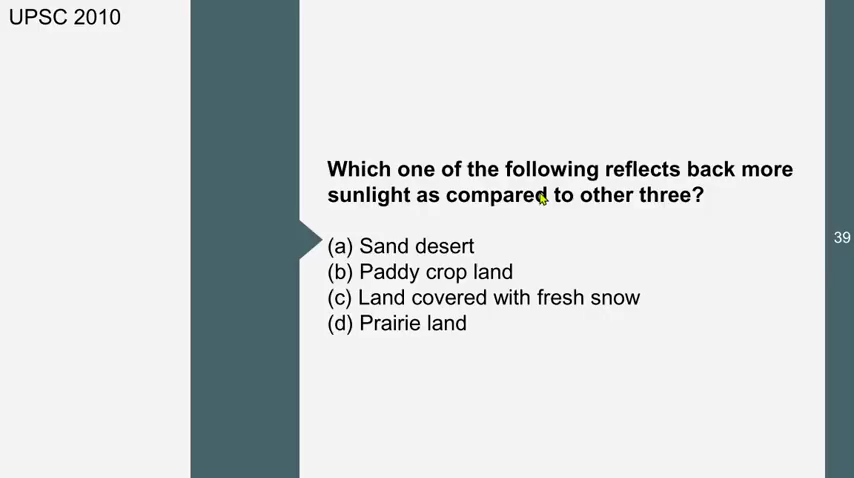 UPSC 2010
Which one of the following reflects back more
sunlight as compared to other three?
(a) Sand desert
(b) Paddy crop land
(c) Land covered with fresh snow
(d) Prairie land
39